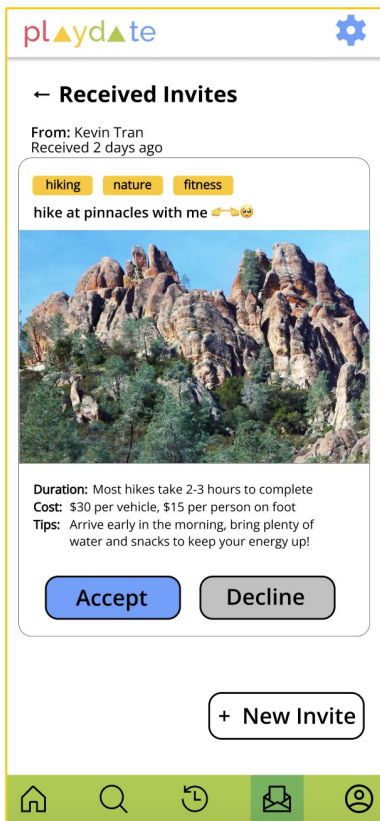 playdate
← Received Invites
From: Kevin Tran
Received 2 days ago
hiking nature fitness
hike at pinnacles with me 👉👈🥺
Duration: Most hikes take 2-3 hours to complete
Cost: $30 per vehicle, $15 per person on foot
Tips: Arrive early in the morning, bring plenty of
water and snacks to keep your energy up!
Accept Decline
+ New Invite